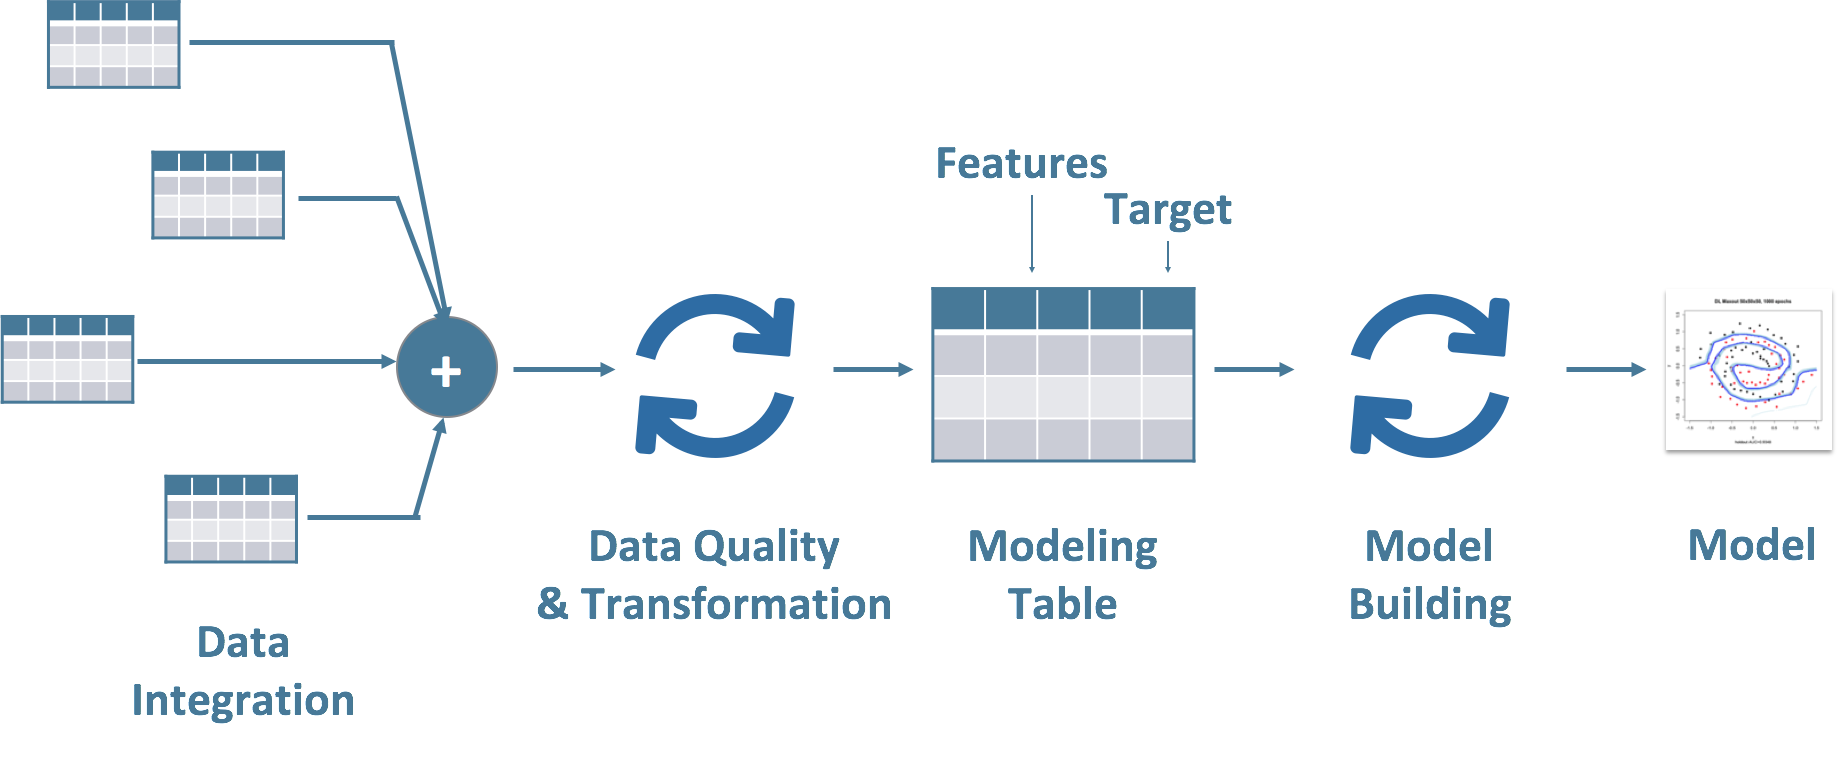 Features
Target
Data Quality
& Transformation
Modeling
Table
Model
Building
Model
Data
Integration